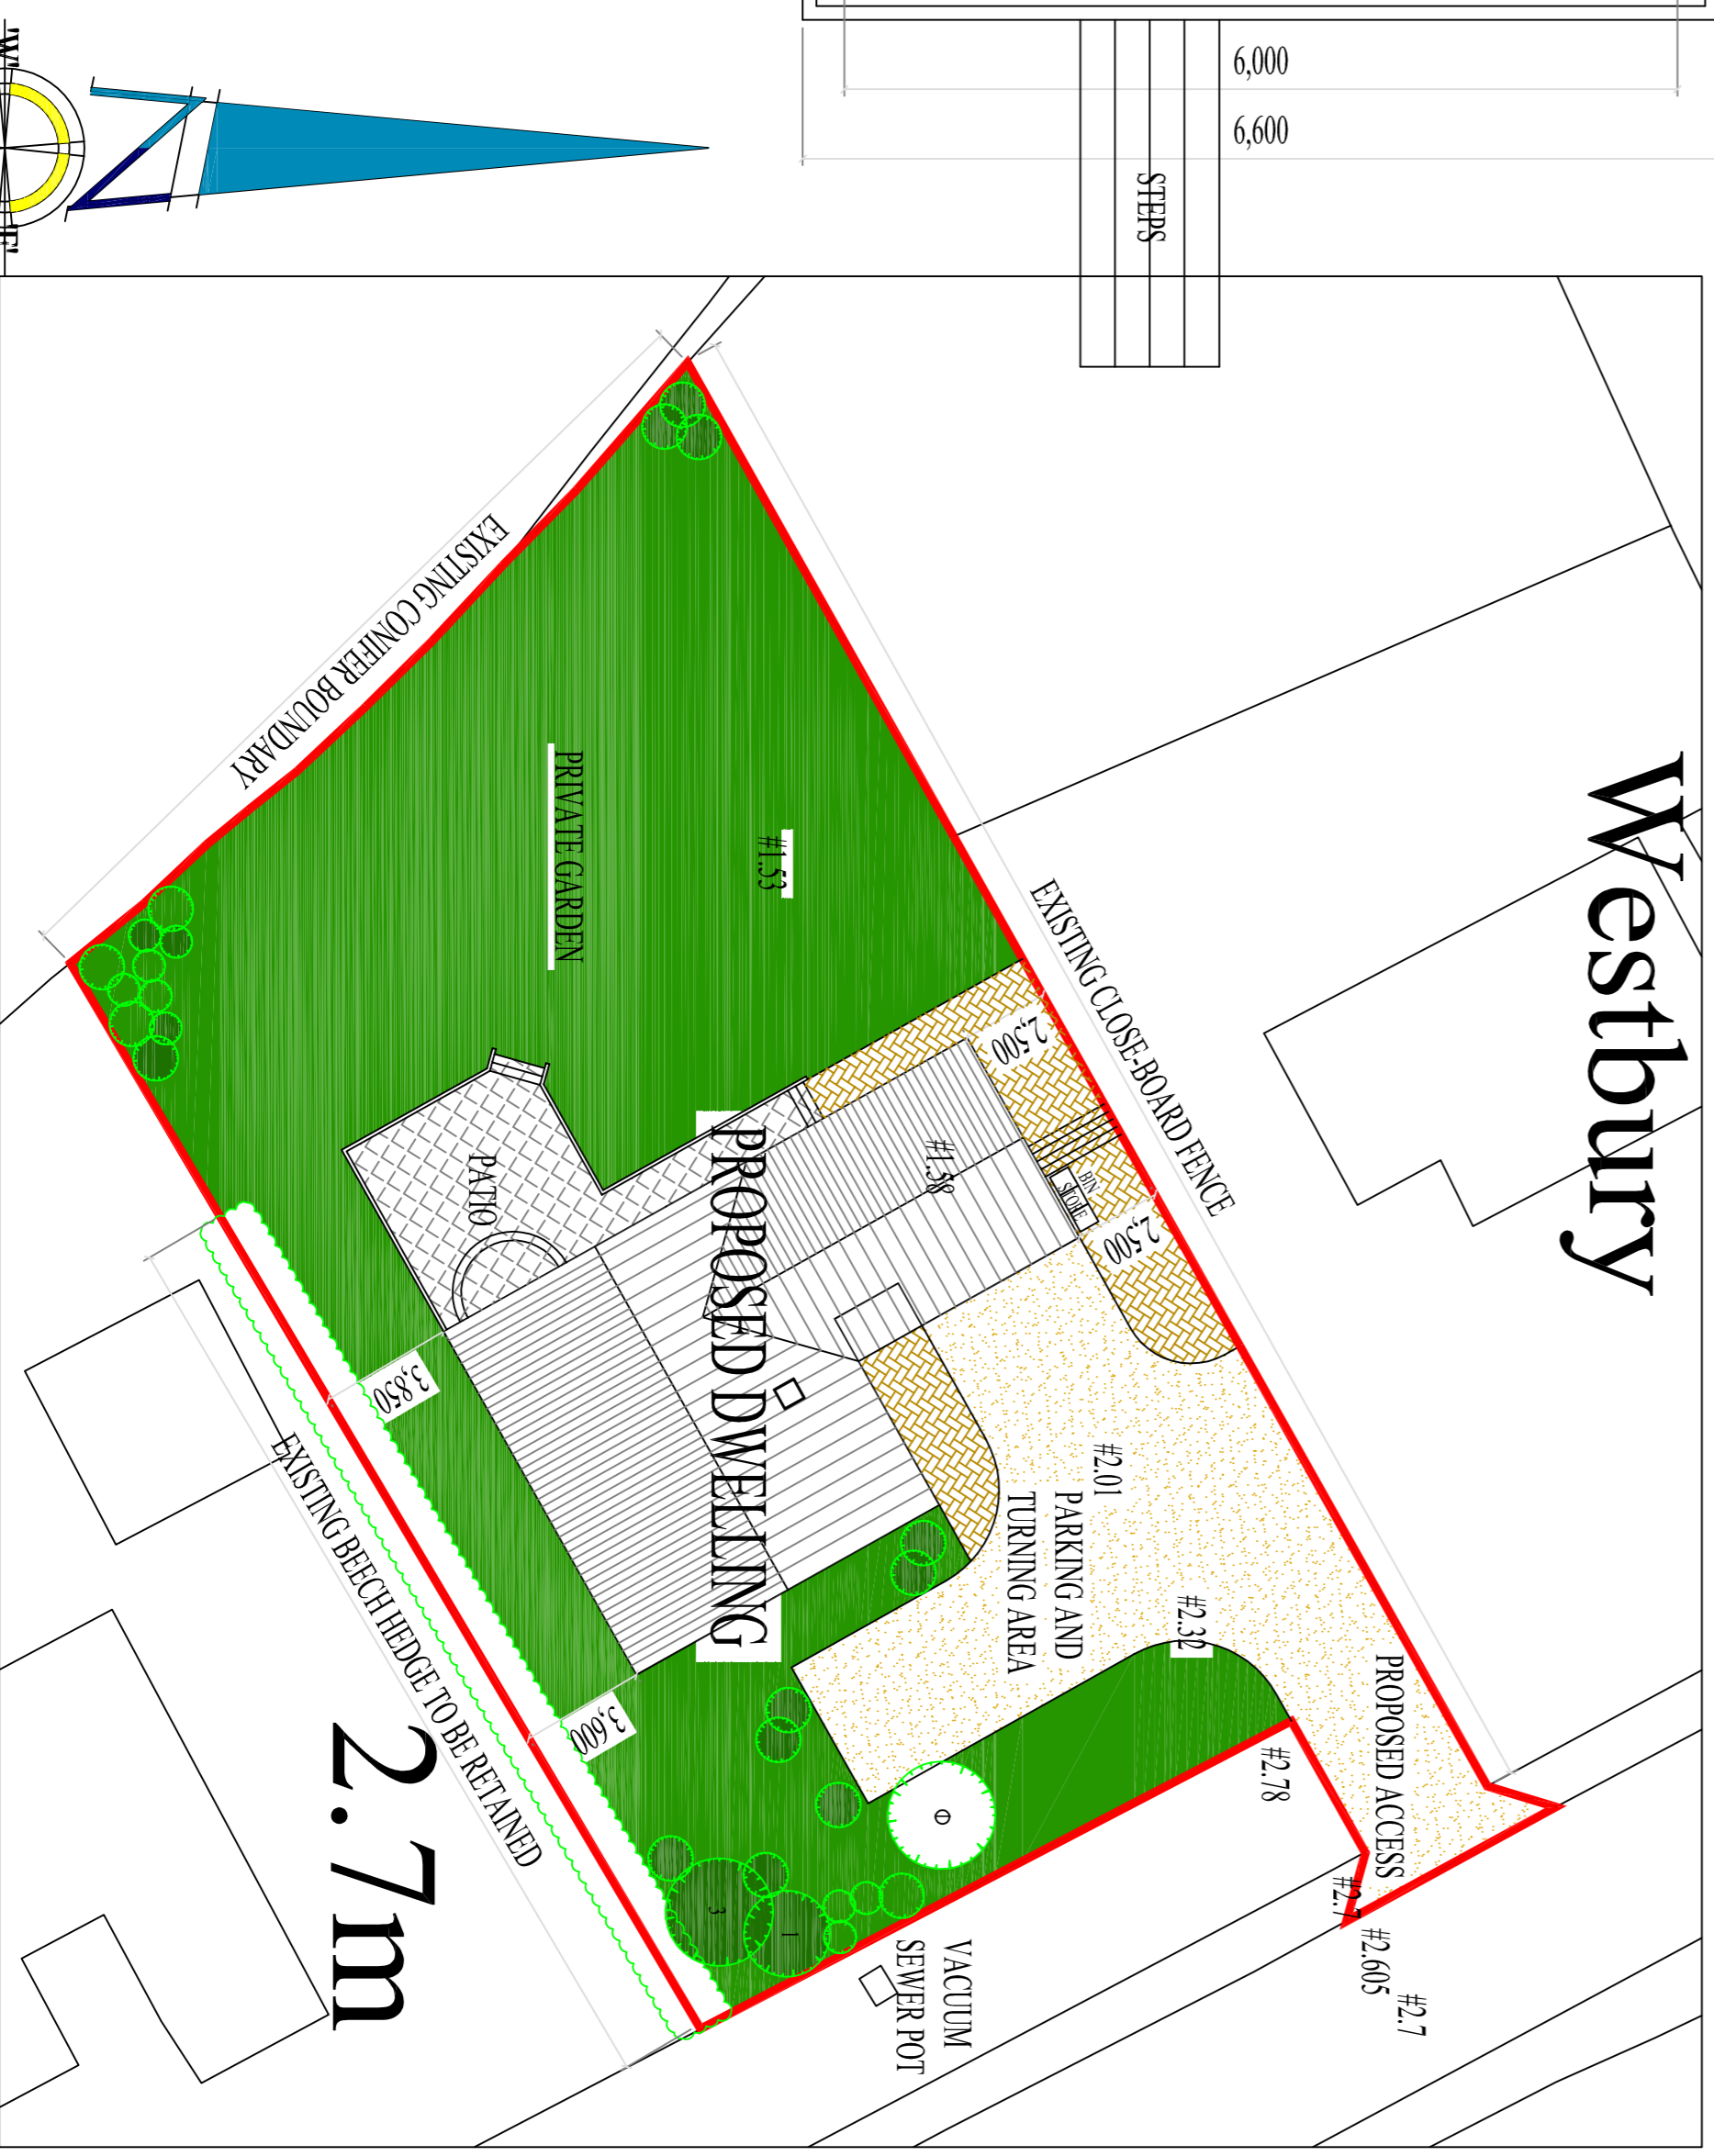 'W'
'E'
N
6,000
6,600
STEPS
Westbury
EXISTING CONIFER BOUNDARY
PRIVATE GARDEN
#1.53
EXISTING CLOSE-BOARD FENCE
2,500
#1.58
BIN
STORE
2,500
PATIO
PROPOSED DWELLING
3,850
#2.01
PARKING AND
TURNING AREA
#2.32
PROPOSED ACCESS
#2.78
3,600
EXISTING BEECH HEDGE TO BE RETAINED
2.7m
3
1
#2.7
#2.605
#2.7
VACUUM
SEWER POT